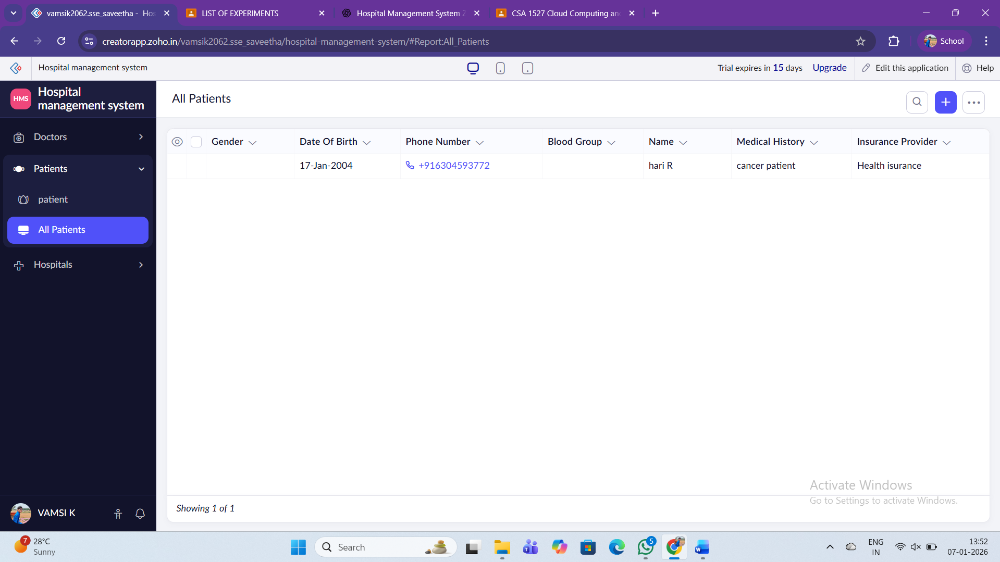 vamsik2062.sse_saveetha - Hos
LIST OF EXPERIMENTS
Hospital Management System Z
CSA 1527 Cloud Computing an
creatorapp.zoho.in/vamsik2062.sse_saveetha/hospital-management-system/#Report:All_Patients
School
Hospital management system
Trial expires in 15 days
Upgrade
Edit this application
Help
HMS
Hospital
management system
All Patients
Doctors
Patients
patient
All Patients
Hospitals
Gender
Date Of Birth
Phone Number
Blood Group
Name
Medical History
Insurance Provider
17-Jan-2004
+916304593772
hari R
cancer patient
Health isurance
Activate Windows
Go to Settings to activate Windows.
Showing 1 of 1
VAMSI K
7
28°C
Sunny
Search
5
ENG
IN
13:52
07-01-2026